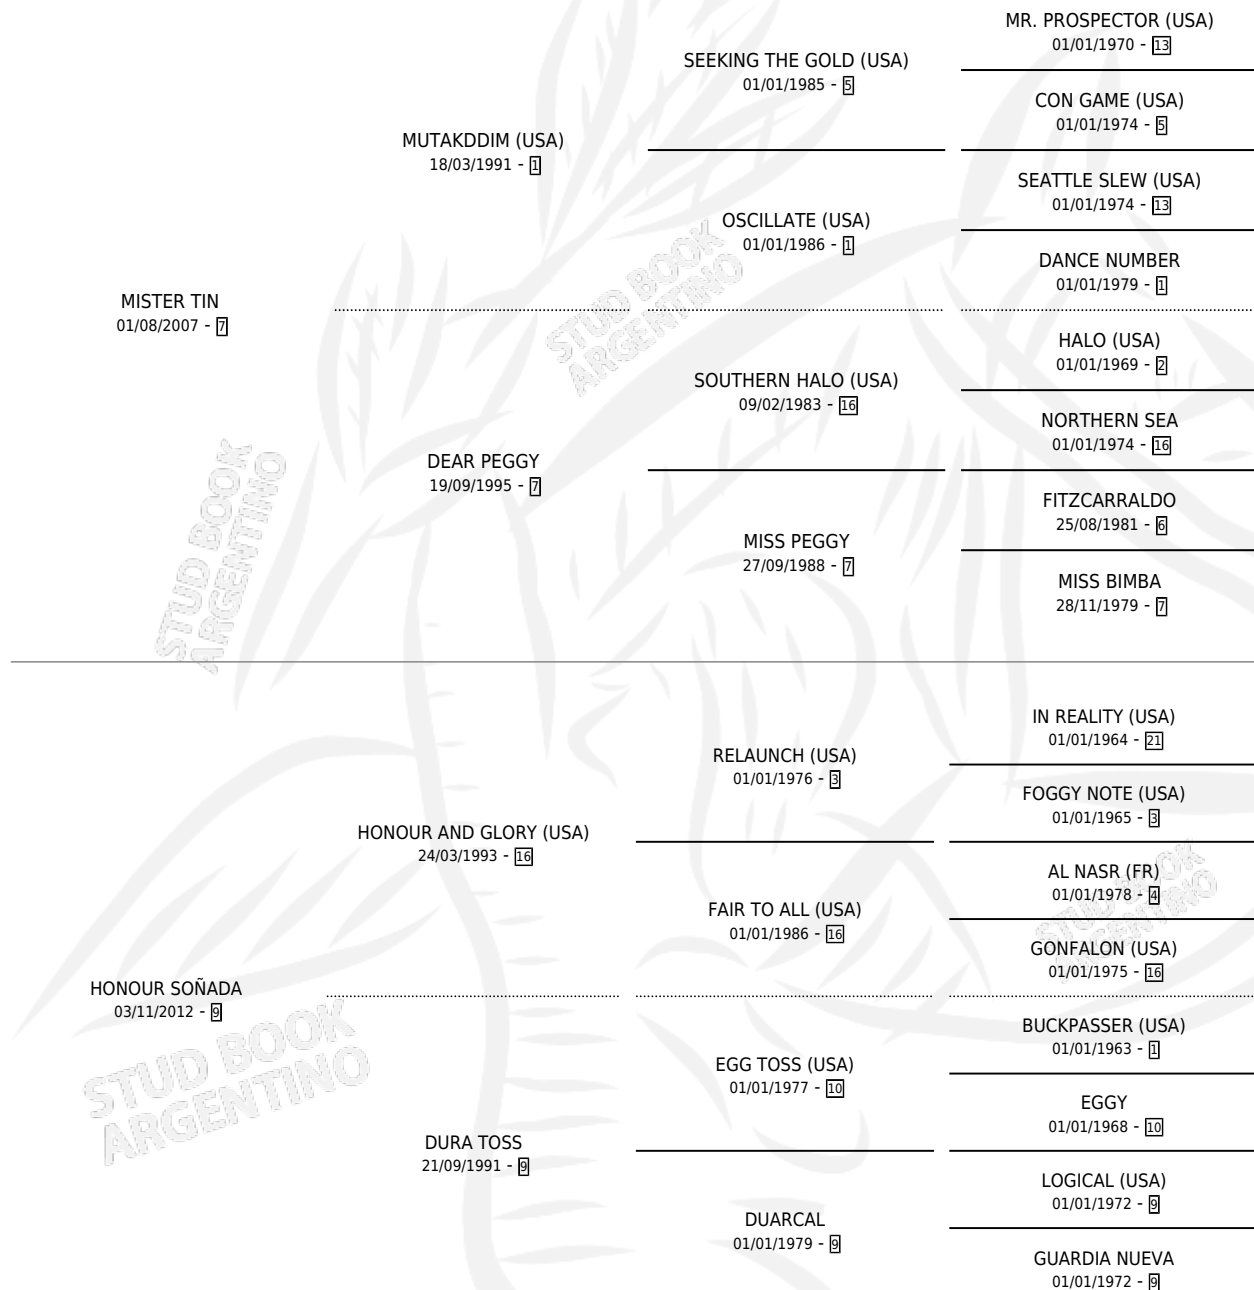 MR. PROSPECTOR (USA)
01/01/1970 - 13
SEEKING THE GOLD (USA)
01/01/1985 - 5
CON GAME (USA)
01/01/1974 - 5
MUTAKDDIM (USA)
18/03/1991 - 1
SEATTLE SLEW (USA)
01/01/1974 - 13
OSCILLATE (USA)
01/01/1986 - 1
DANCE NUMBER
01/01/1979 - 1
MISTER TIN
01/08/2007 - 7
HALO (USA)
01/01/1969 - 2
SOUTHERN HALO (USA)
09/02/1983 - 16
NORTHERN SEA
01/01/1974 - 16
DEAR PEGGY
19/09/1995 - 7
FITZCARRALDO
25/08/1981 - 6
MISS PEGGY
27/09/1988 - 7
MISS BIMBA
28/11/1979 - 7
IN REALITY (USA)
01/01/1964 - 21
RELAUNCH (USA)
01/01/1976 - 3
FOGGY NOTE (USA)
01/01/1965 - 3
HONOUR AND GLORY (USA)
24/03/1993 - 16
AL NASR (FR)
01/01/1978 - 4
FAIR TO ALL (USA)
01/01/1986 - 16
GONFALON (USA)
01/01/1975 - 16
HONOUR SOÑADA
03/11/2012 - 9
BUCKPASSER (USA)
01/01/1963 - 1
EGG TOSS (USA)
01/01/1977 - 10
EGGY
01/01/1968 - 10
DURA TOSS
21/09/1991 - 9
LOGICAL (USA)
01/01/1972 - 9
DUARCAL
01/01/1979 - 9
GUARDIA NUEVA
01/01/1972 - 9
STUD BOOK
ARGENTINO
STUD BOOK
ARGENTINO
STUD BOOK
ARGENTINO
STUD BOOK
ARGENTINO